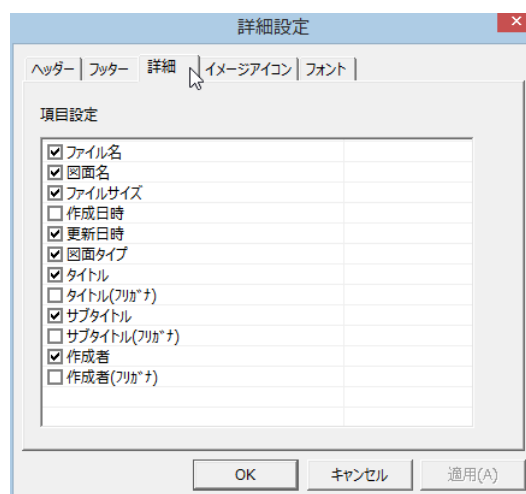 詳細設定
ヘッダー フッター 詳細 イメージアイコン フォント
項目設定
ファイル名
図面名
ファイルサイズ
作成日時
更新日時
図面タイプ
タイトル
タイトル(ﾌﾘｶﾞﾅ)
サブタイトル
サブタイトル(ﾌﾘｶﾞﾅ)
作成者
作成者(ﾌﾘｶﾞﾅ)
OK キャンセル 適用(A)